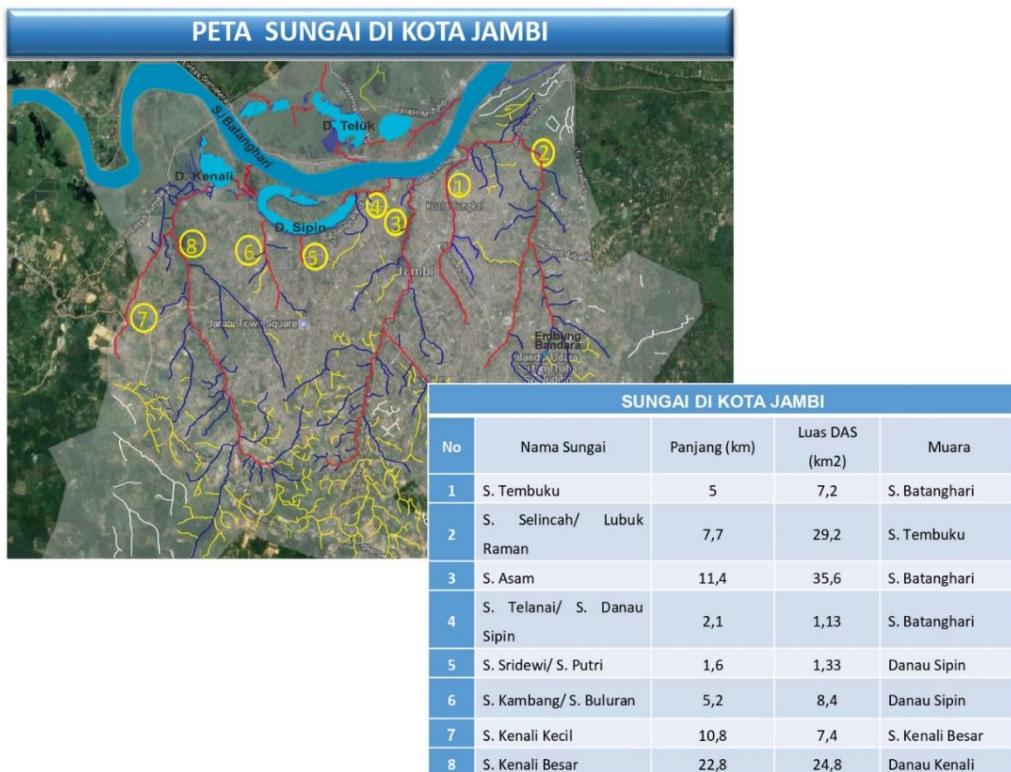 PETA SUNGAI DI KOTA JAMBI
S. Batanghari
D. Teluk
D. Kenali
2
1
4
3
D. Sipin
8
6
5
Jambi
7
Jambi Town Square
Embung
Bandara
SUNGAI DI KOTA JAMBI
No Nama Sungai Panjang (km) Luas DAS (km2) Muara
1 S. Tembuku 5 7,2 S. Batanghari
2 S. Selincah/ Lubuk Raman 7,7 29,2 S. Tembuku
3 S. Asam 11,4 35,6 S. Batanghari
4 S. Telanai/ S. Danau Sipin 2,1 1,13 S. Batanghari
5 S. Sridewi/ S. Putri 1,6 1,33 Danau Sipin
6 S. Kambang/ S. Buluran 5,2 8,4 Danau Sipin
7 S. Kenali Kecil 10,8 7,4 S. Kenali Besar
8 S. Kenali Besar 22,8 24,8 Danau Kenali